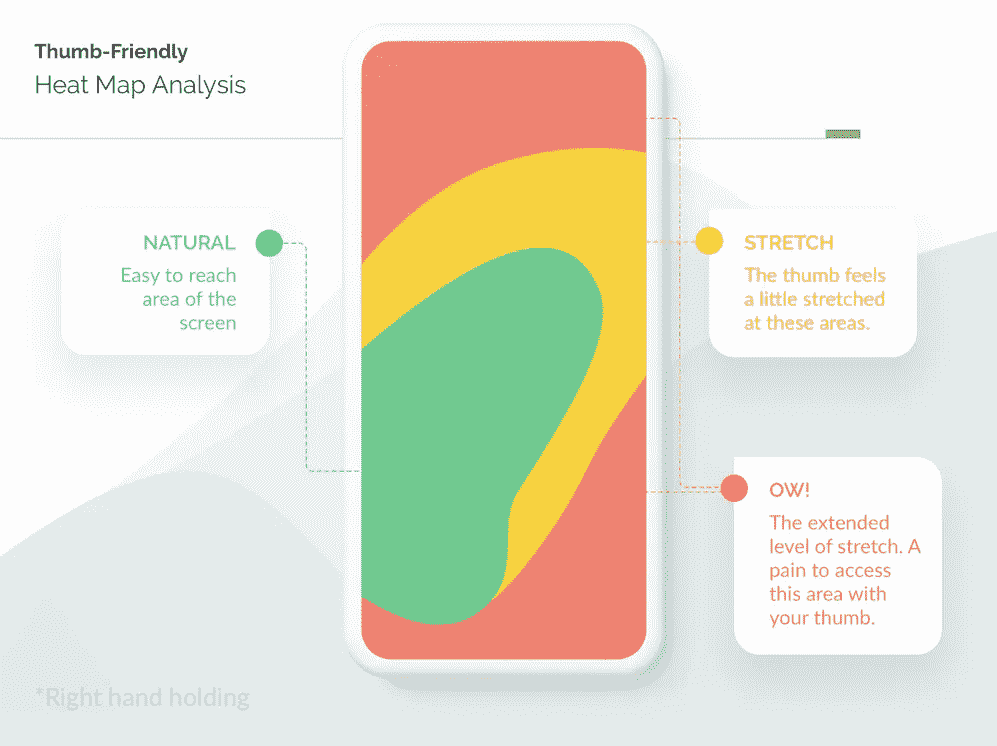 Thumb-Friendly
Heat Map Analysis
NATURAL
Easy to reach
area of the
screen
STRETCH
The thumb feels
a little stretched
at these areas.
OW!
The extended
level of stretch. A
pain to access
this area with
your thumb.
*Right hand holding